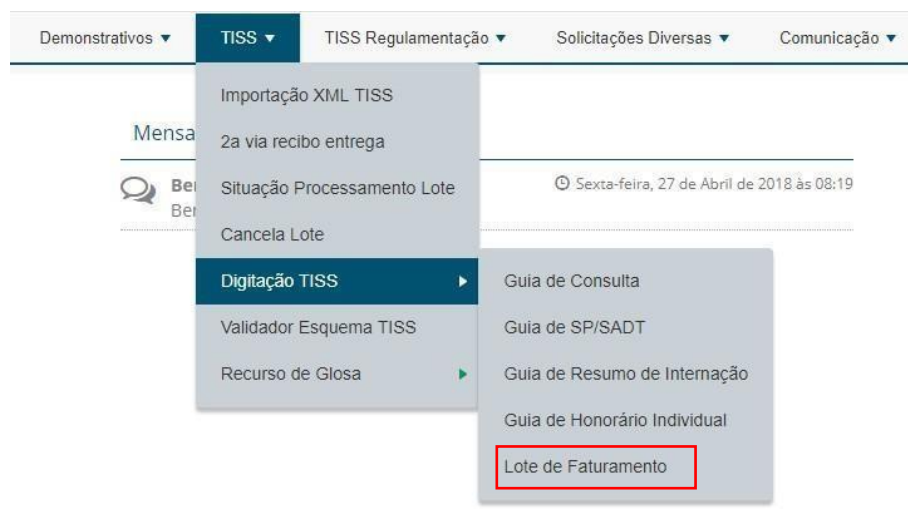 Demonstrativos ▼ TISS ▼ TISS Regulamentação ▼ Solicitações Diversas ▼ Comunicação ▼
Importação XML TISS
Mensa
2a via recibo entrega
Situação Processamento Lote
Sexta-feira, 27 de Abril de 2018 às 08:19
Cancela Lote
Digitação TISS
Guia de Consulta
Validador Esquema TISS
Guia de SP/SADT
Recurso de Glosa
Guia de Resumo de Internação
Guia de Honorário Individual
Lote de Faturamento